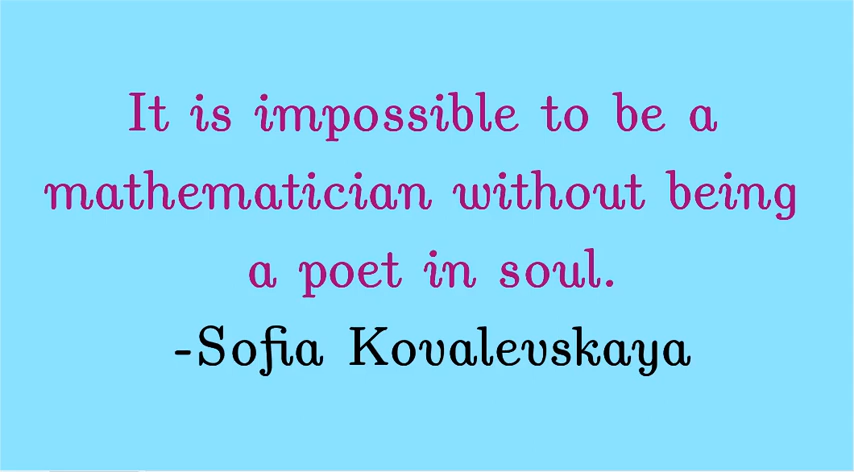 It is impossible to be a
mathematician without being
a poet in soul.
-Sofia Kovalevskaya